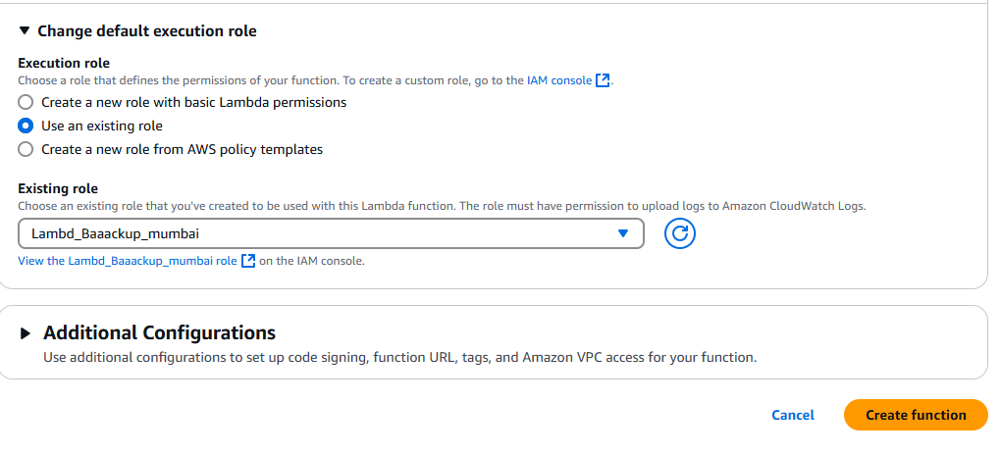 Change default execution role
Execution role
Choose a role that defines the permissions of your function. To create a custom role, go to the IAM console.
Create a new role with basic Lambda permissions
Use an existing role
Create a new role from AWS policy templates
Existing role
Choose an existing role that you've created to be used with this Lambda function. The role must have permission to upload logs to Amazon CloudWatch Logs.
Lambd_Baaackup_mumbai
View the Lambd_Baaackup_mumbai role on the IAM console.
Additional Configurations
Use additional configurations to set up code signing, function URL, tags, and Amazon VPC access for your function.
Cancel Create function